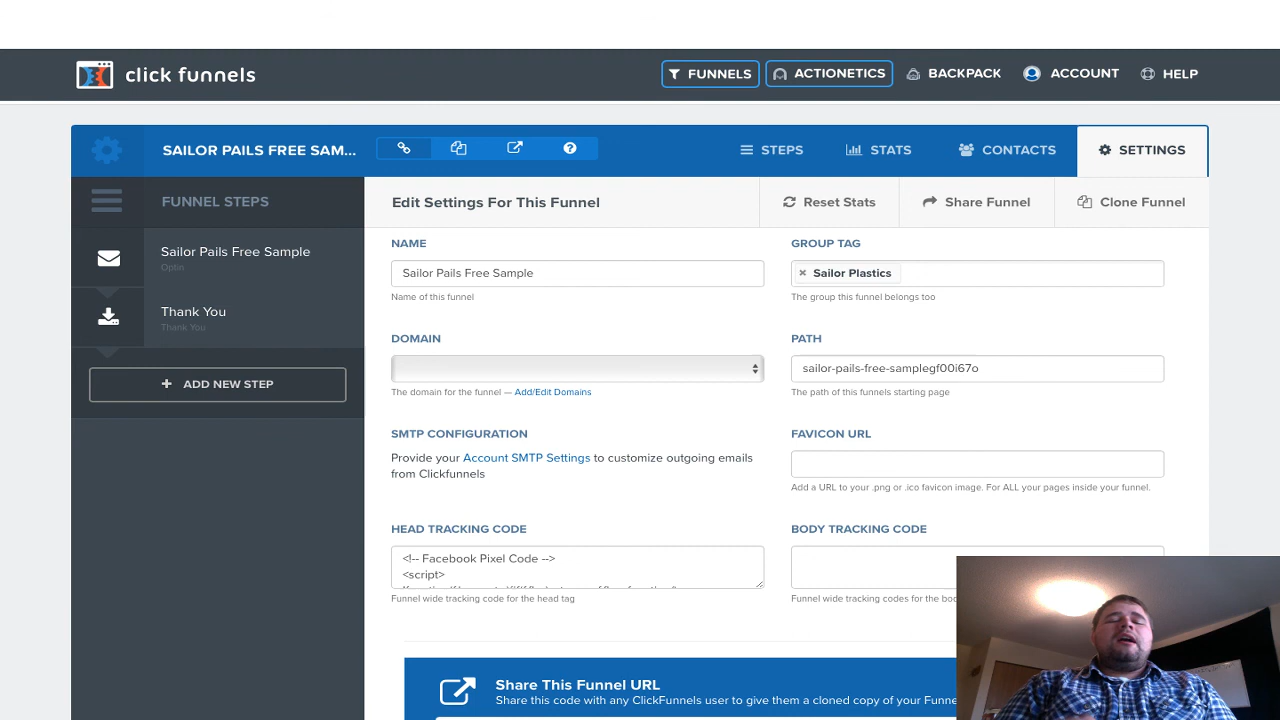 click funnels
FUNNELS
ACTIONETICS
BACKPACK
ACCOUNT
HELP
SAILOR PAILS FREE SAM...
STEPS
STATS
CONTACTS
SETTINGS
FUNNEL STEPS
Edit Settings For This Funnel
Reset Stats
Share Funnel
Clone Funnel
Sailor Pails Free Sample
Optin
Thank You
Thank You
+ ADD NEW STEP
NAME
Sailor Pails Free Sample
Name of this funnel
GROUP TAG
× Sailor Plastics
The group this funnel belongs too
DOMAIN
The domain for the funnel — Add/Edit Domains
PATH
sailor-pails-free-samplegf00i67o
The path of this funnels starting page
SMTP CONFIGURATION
Provide your Account SMTP Settings to customize outgoing emails
from Clickfunnels
FAVICON URL
Add a URL to your .png or .ico favicon image. For ALL your pages inside your funnel.
HEAD TRACKING CODE
<!-- Facebook Pixel Code -->
<script>
Funnel wide tracking code for the head tag
BODY TRACKING CODE
Funnel wide tracking codes for the
Share This Funnel URL
Share this code with any ClickFunnels user to give them a cloned copy of your